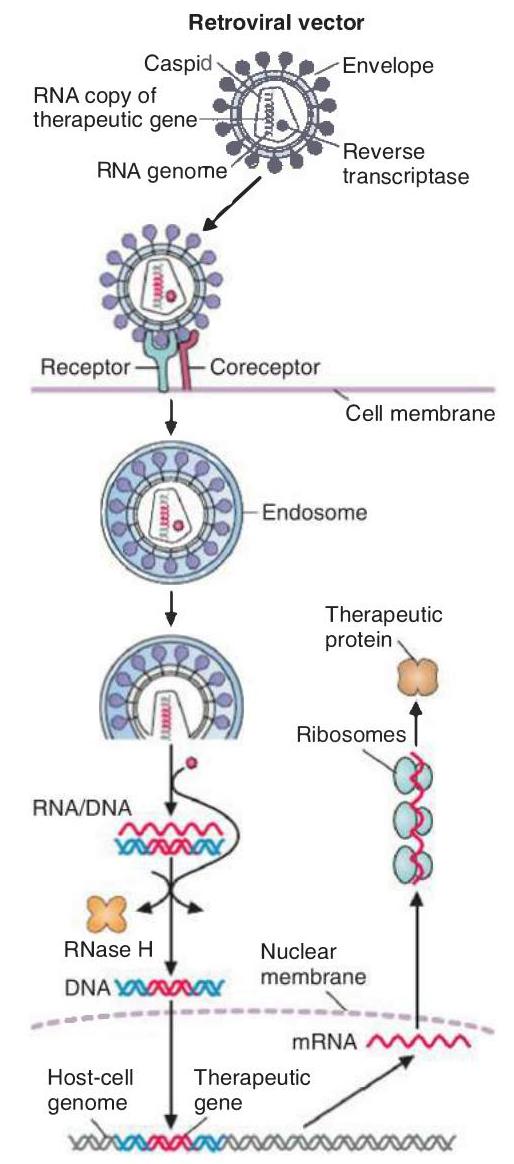 Retroviral vector
Caspid
Envelope
RNA copy of
therapeutic gene
Reverse
transcriptase
RNA genome
Receptor
Coreceptor
Cell membrane
Endosome
Therapeutic
protein
Ribosomes
RNA/DNA
RNase H
Nuclear
membrane
DNA
mRNA
Host-cell
genome
Therapeutic
gene